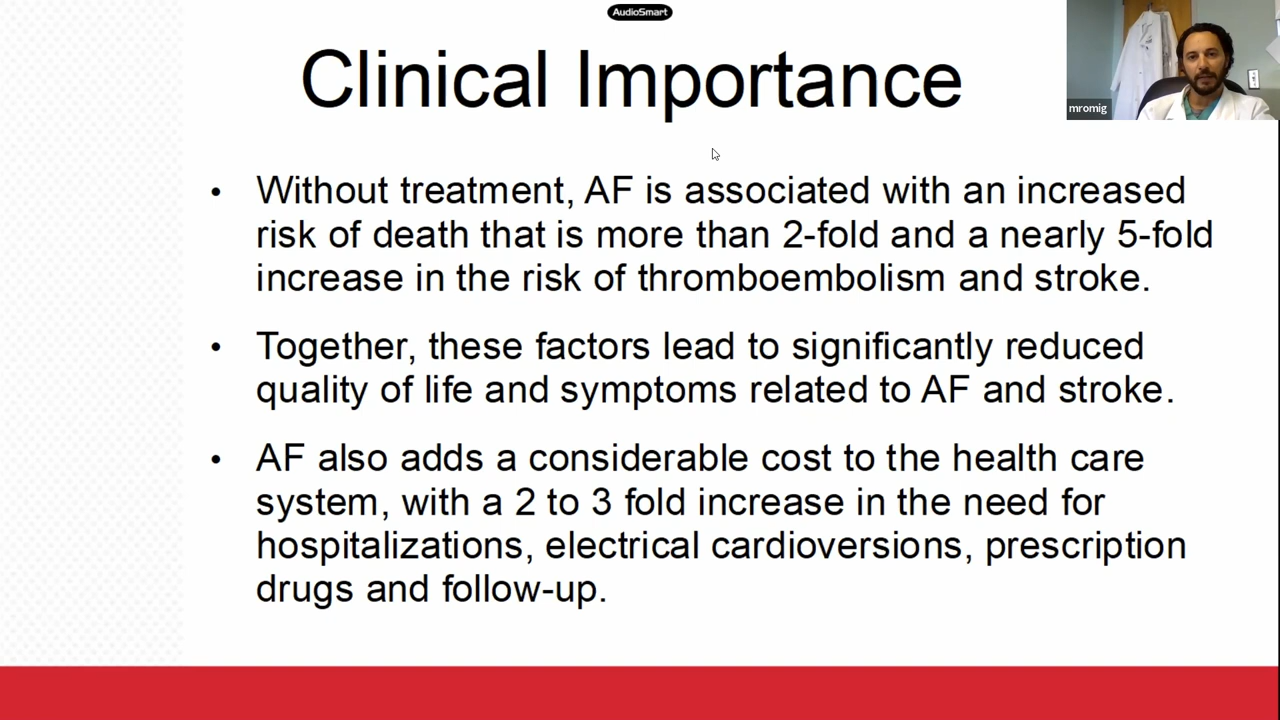 AudioSmart
Clinical Importance
mromig
• Without treatment, AF is associated with an increased
risk of death that is more than 2-fold and a nearly 5-fold
increase in the risk of thromboembolism and stroke.
• Together, these factors lead to significantly reduced
quality of life and symptoms related to AF and stroke.
• AF also adds a considerable cost to the health care
system, with a 2 to 3 fold increase in the need for
hospitalizations, electrical cardioversions, prescription
drugs and follow-up.